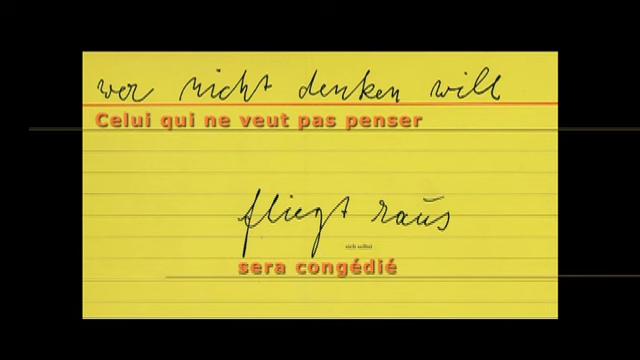 wer nicht denken will
Celui qui ne veut pas penser
fliegt raus
sich selbst
sera congédié